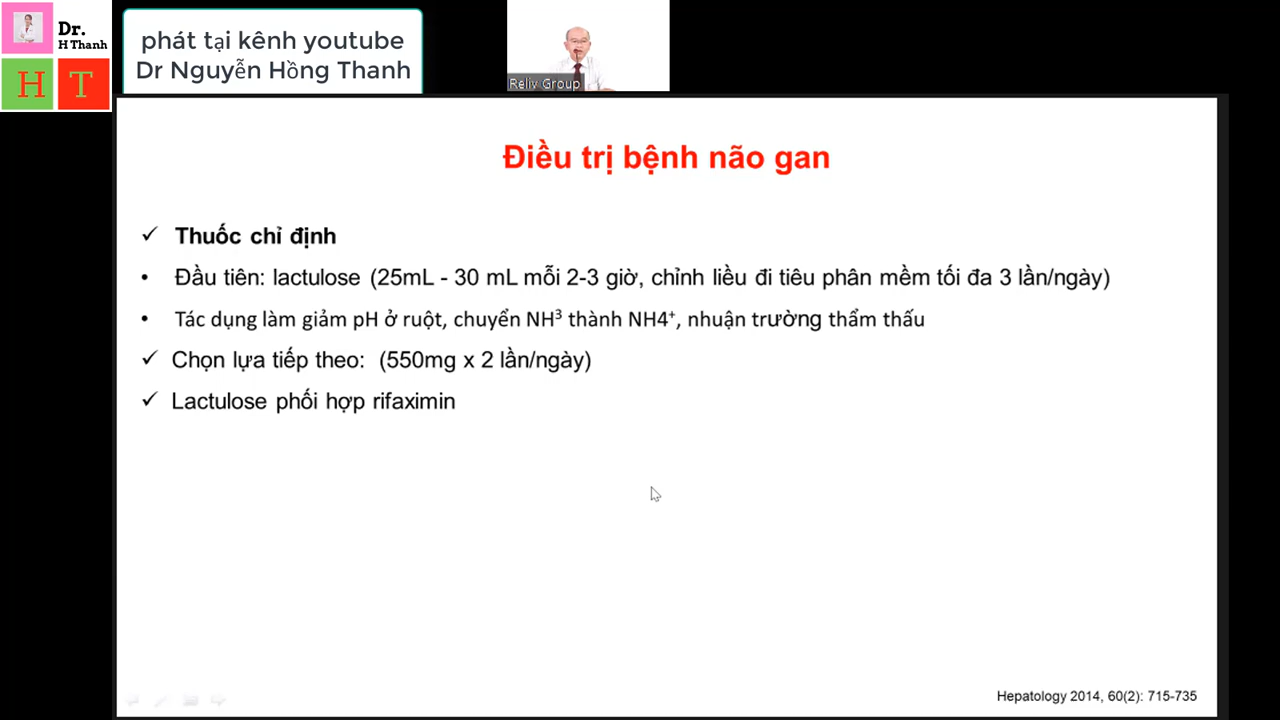 Dr.
H Thanh
H T
phát tại kênh youtube
Dr Nguyễn Hồng Thanh
Reliv Group
Điều trị bệnh não gan
✓ Thuốc chỉ định
• Đầu tiên: lactulose (25mL - 30 mL mỗi 2-3 giờ, chỉnh liều đi tiêu phân mềm tối đa 3 lần/ngày)
• Tác dụng làm giảm pH ở ruột, chuyển NH³ thành NH4⁺, nhuận trường thẩm thấu
✓ Chọn lựa tiếp theo: (550mg x 2 lần/ngày)
✓ Lactulose phối hợp rifaximin
Hepatology 2014, 60(2): 715-735